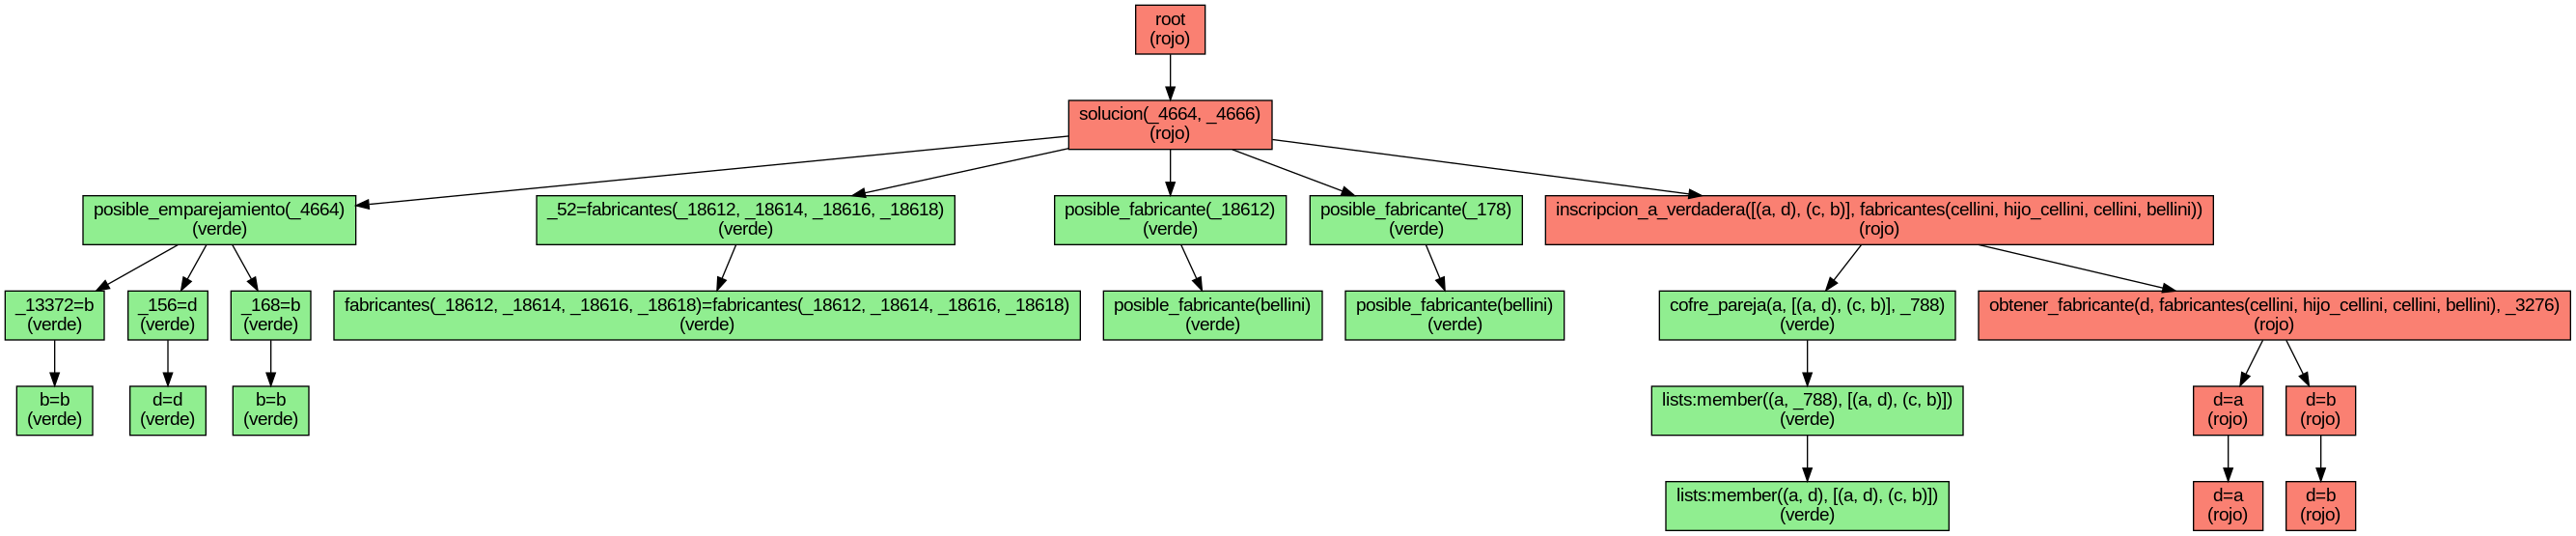 root
(rojo)
solucion(_4664, _4666)
(rojo)
posible_emparejamiento(_4664)
(verde)
_52=fabricantes(_18612, _18614, _18616, _18618)
(verde)
posible_fabricante(_18612)
(verde)
posible_fabricante(_178)
(verde)
inscripcion_a_verdadera([(a, d), (c, b)], fabricantes(cellini, hijo_cellini, cellini, bellini))
(rojo)
_13372=b
(verde)
_156=d
(verde)
_168=b
(verde)
fabricantes(_18612, _18614, _18616, _18618)=fabricantes(_18612, _18614, _18616, _18618)
(verde)
posible_fabricante(bellini)
(verde)
posible_fabricante(bellini)
(verde)
cofre_pareja(a, [(a, d), (c, b)], _788)
(verde)
obtener_fabricante(d, fabricantes(cellini, hijo_cellini, cellini, bellini), _3276)
(rojo)
b=b
(verde)
d=d
(verde)
b=b
(verde)
lists:member((a, _788), [(a, d), (c, b)])
(verde)
d=a
(rojo)
d=b
(rojo)
lists:member((a, d), [(a, d), (c, b)])
(verde)
d=a
(rojo)
d=b
(rojo)